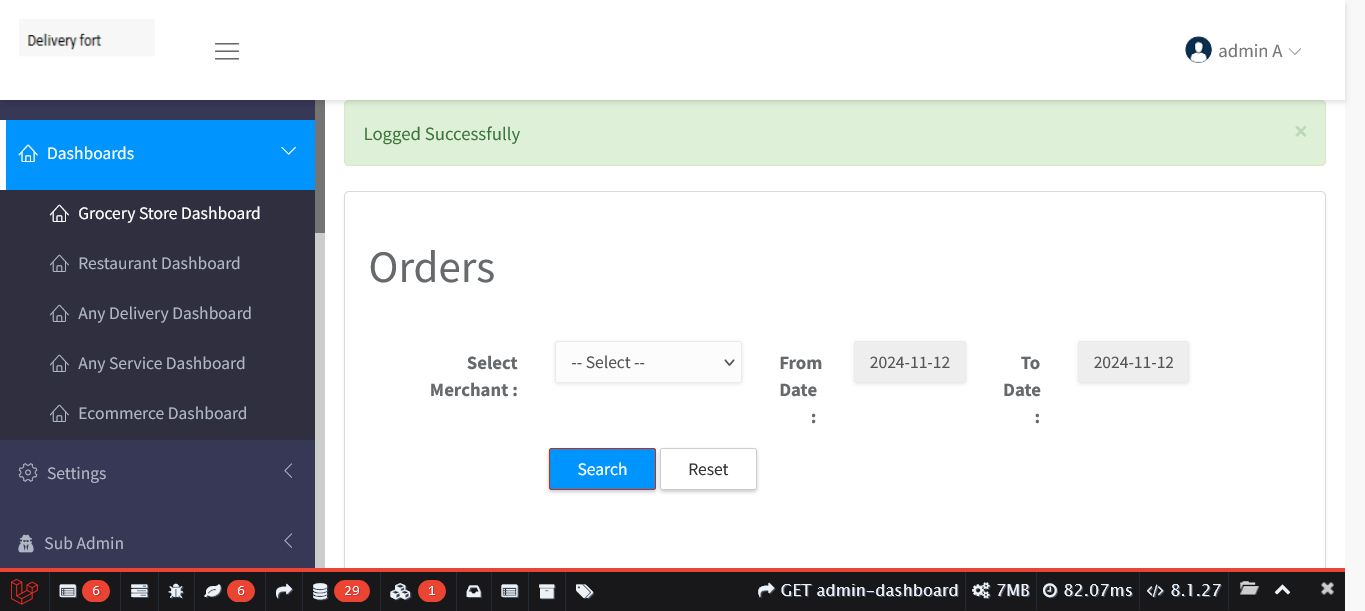 Delivery fort
admin A
Logged Successfully
×
Dashboards
Grocery Store Dashboard
Restaurant Dashboard
Any Delivery Dashboard
Any Service Dashboard
Ecommerce Dashboard
Settings
Sub Admin
Orders
Select Merchant :
-- Select --
From Date :
2024-11-12
To Date :
2024-11-12
Search
Reset
6
6
29
1
GET admin-dashboard
7MB
82.07ms
8.1.27